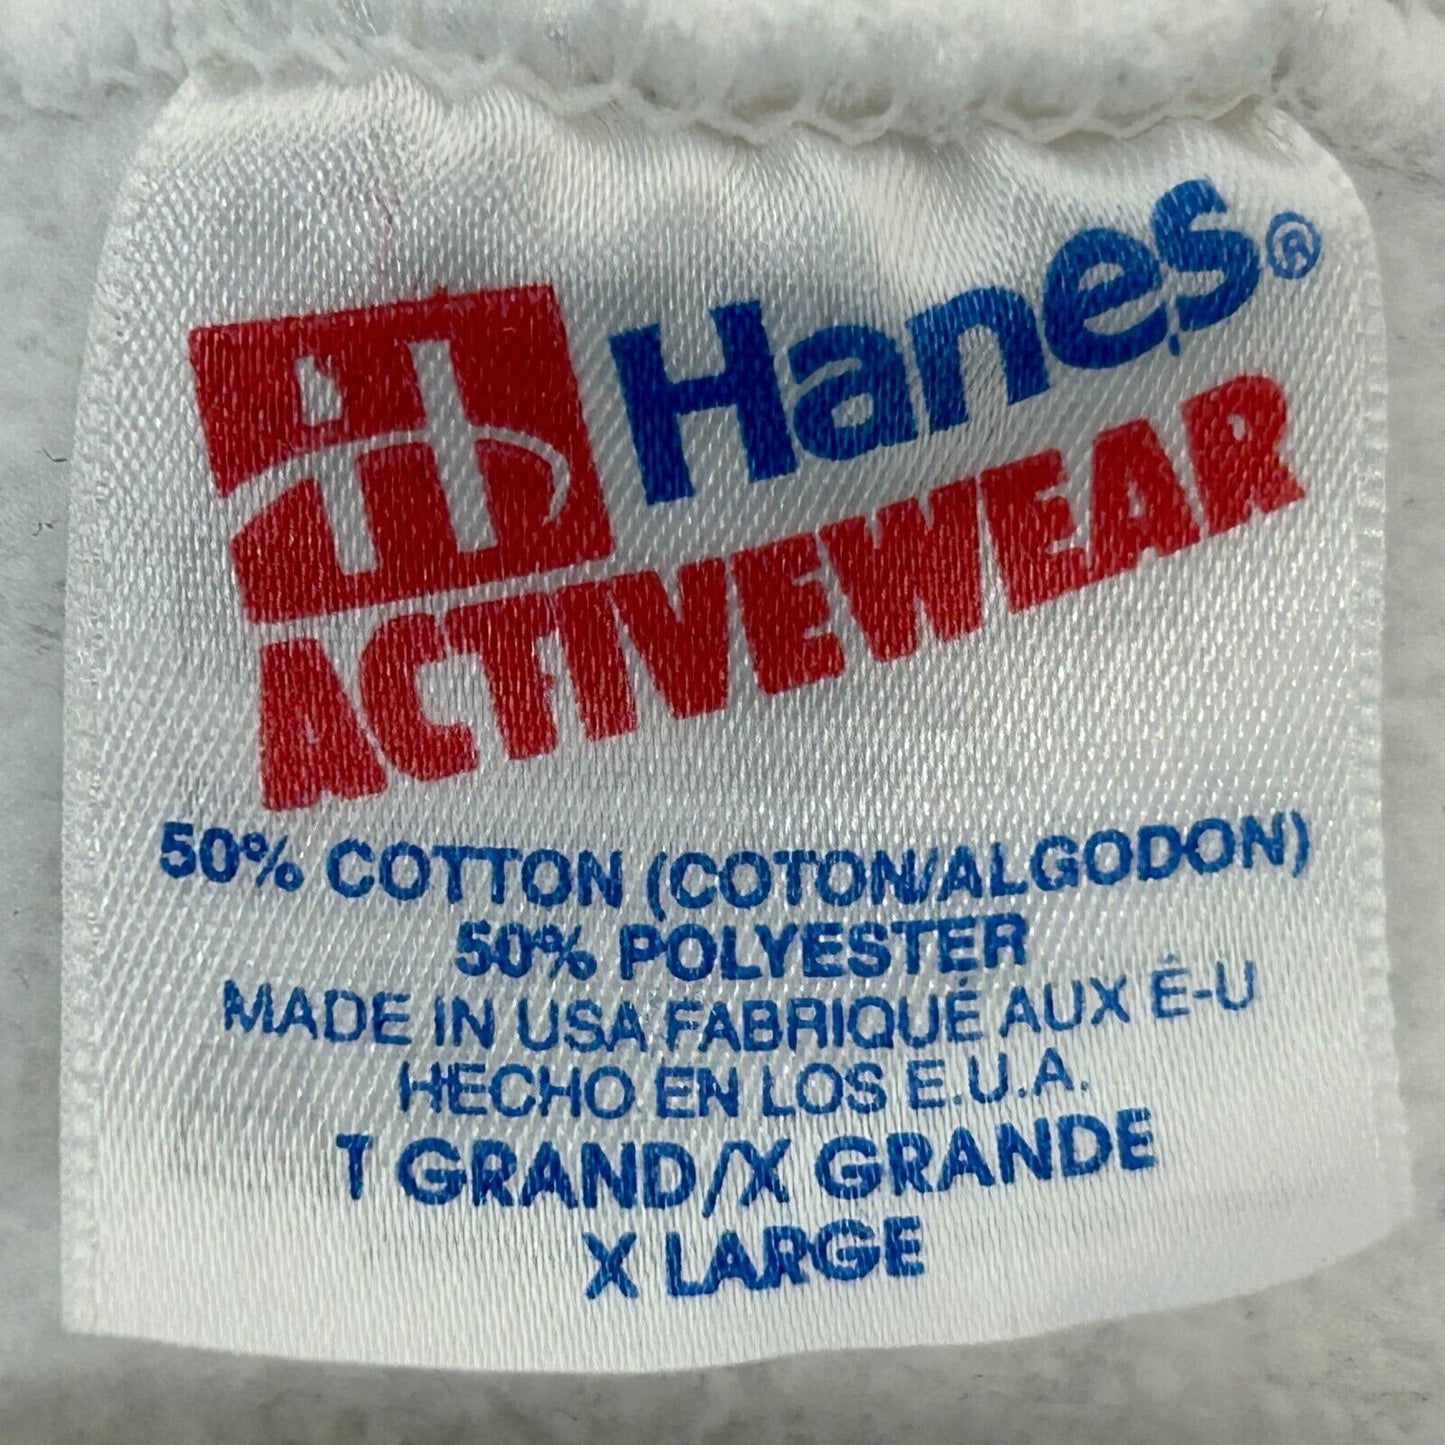 Hanes®
ACTIVEWEAR
50% COTTON (COTON/ALGODON)
50% POLYESTER
MADE IN USA FABRIQUÉ AUX É-U
HECHO EN LOS E.U.A.
T GRAND/X GRANDE
X LARGE